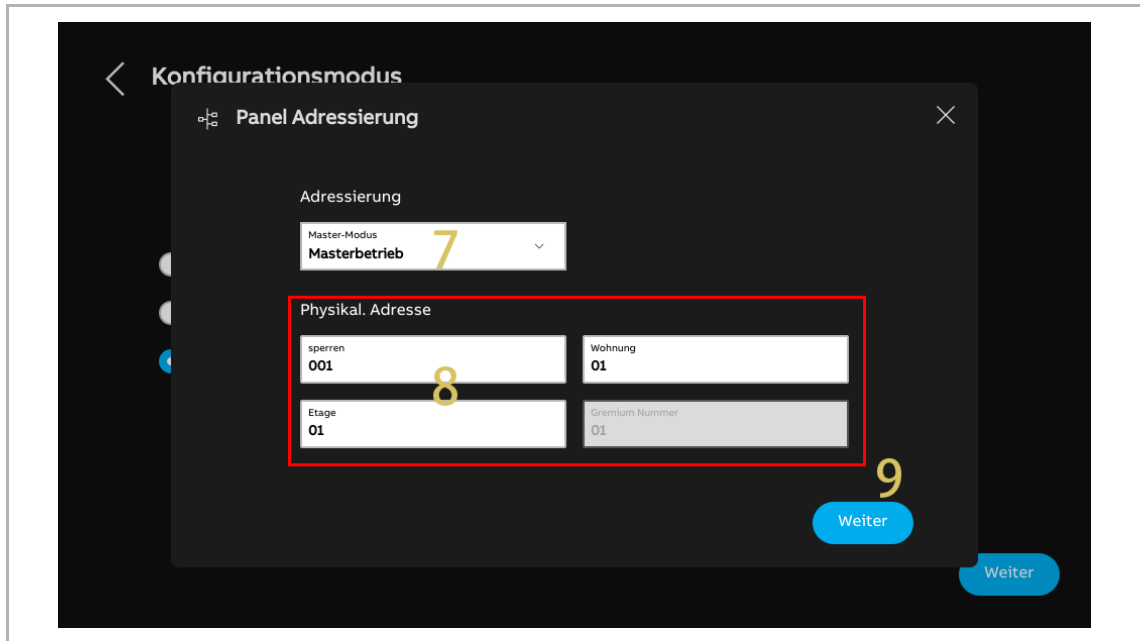 Konfigurationsmodus
Panel Adressierung
Adressierung
Master-Modus
Masterbetrieb
7
Physikal. Adresse
sperren
001
Wohnung
01
8
Etage
01
Gremium Nummer
01
9
Weiter
Weiter